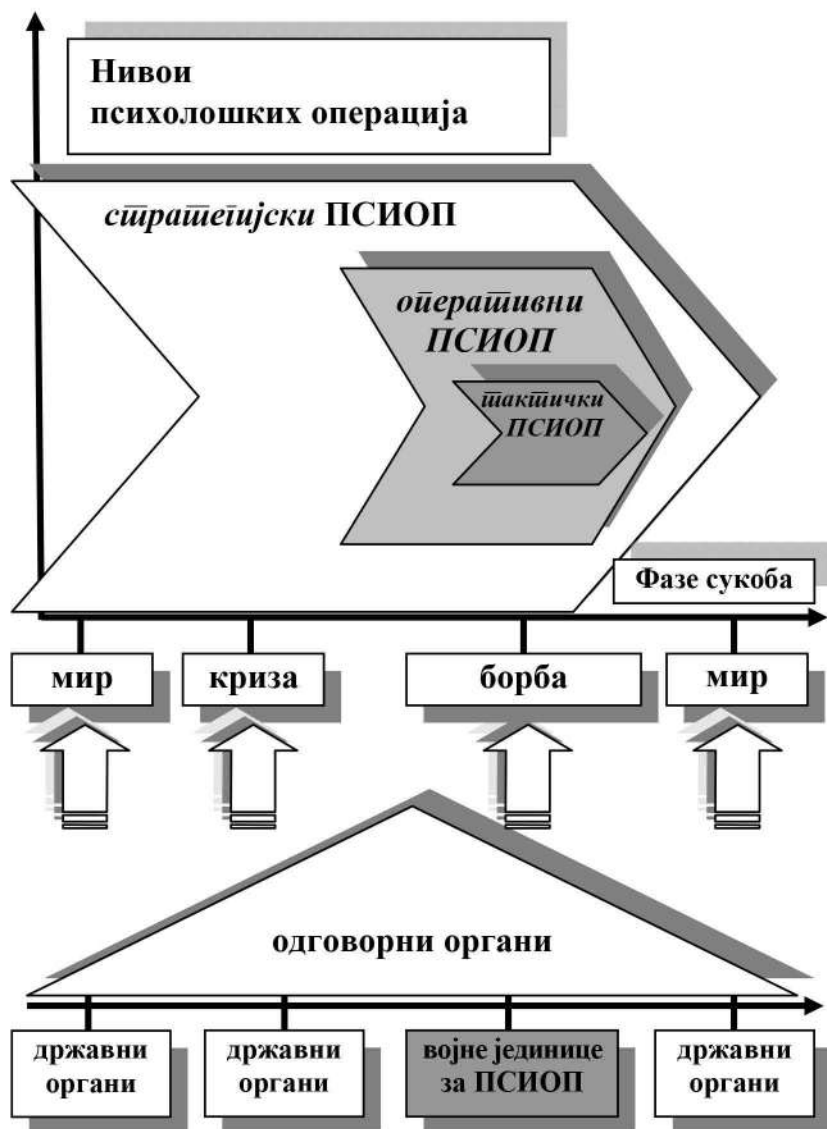 Нивои
психолошких операција
стратегијски ПСИОП
оперативни
ПСИОП
тактички
ПСИОП
Фазе сукоба
мир
криза
борба
мир
одговорни органи
државни
органи
државни
органи
војне јединице
за ПСИОП
државни
органи